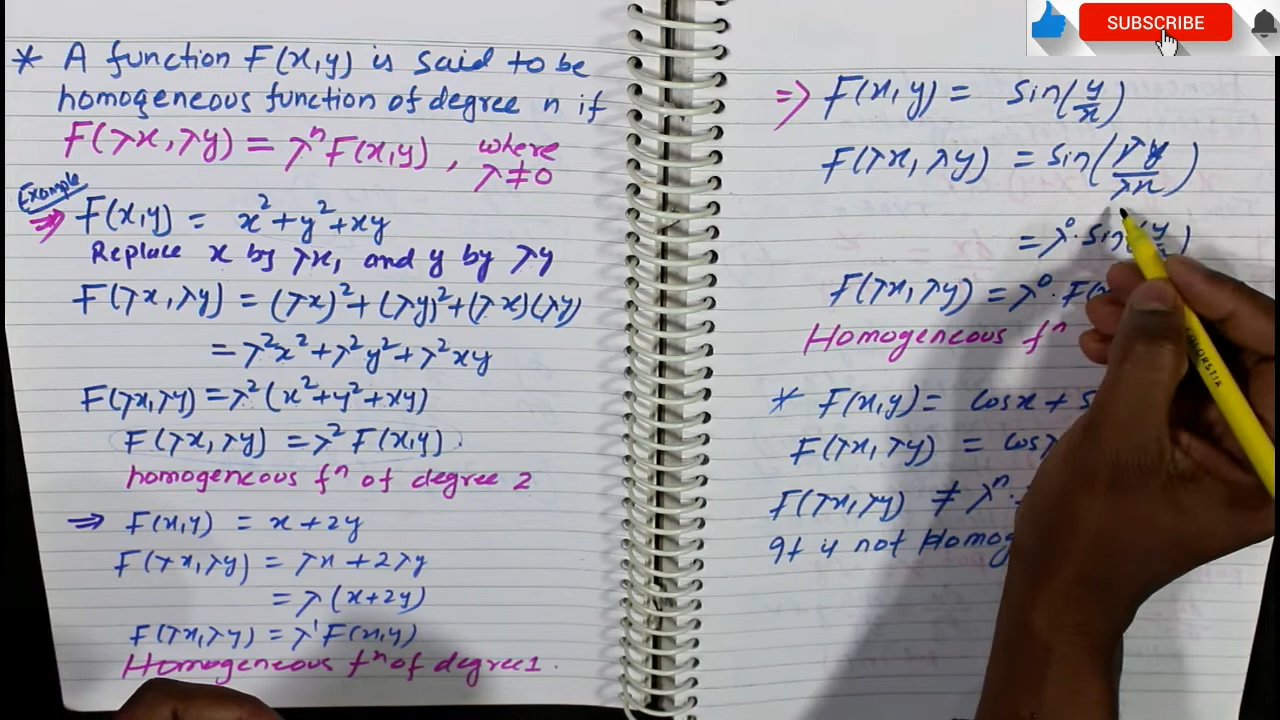 * A function F(x,y) is said to be
homogeneous function of degree n if
F(λx, λy) = λⁿ F(x,y), where
λ ≠ 0
Example
⇒ F(x,y) = x² + y² + xy
Replace x by λx, and y by λy
F(λx, λy) = (λx)² + (λy)² + (λx)(λy)
= λ²x² + λ²y² + λ²xy
F(λx, λy) = λ² (x² + y² + xy)
F(λx, λy) = λ² F(x,y).
homogeneous fⁿ of degree 2
⇒ F(x,y) = x + 2y
F(λx, λy) = λx + 2λy
= λ(x + 2y)
F(λx, λy) = λ¹ F(x,y)
Homogeneous fⁿ of degree 1.
SUBSCRIBE
⇒ F(x,y) = sin(y/x)
F(λx, λy) = sin(λy/λx)
= λ⁰. sin(y
F(λx, λy) = λ⁰. F(
Homogeneous fⁿ
* F(x,y) = cosx +
F(λx, λy) = cosλ
F(λx, λy) ≠ λⁿ.
It is not